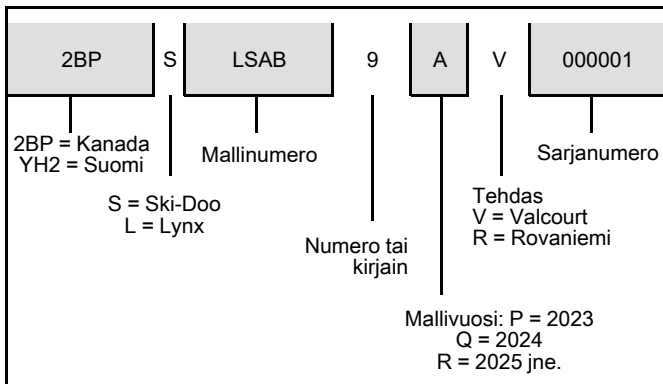 2BP S LSAB 9 A V 000001
2BP = Kanada
YH2 = Suomi
Mallinumero
Sarjanumero
S = Ski-Doo
L = Lynx
Tehdas
V = Valcourt
R = Rovaniemi
Numero tai
kirjain
Mallivuosi: P = 2023
Q = 2024
R = 2025 jne.